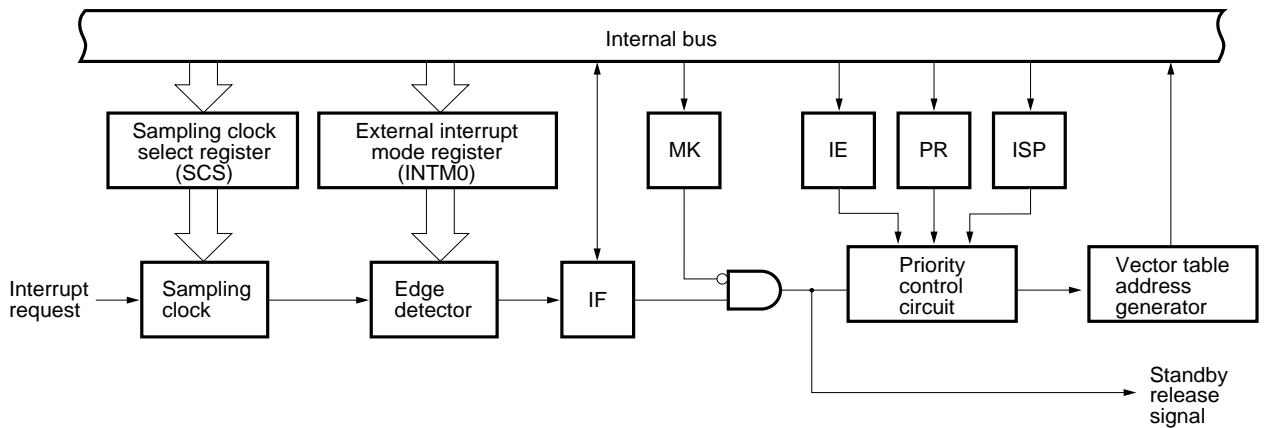 Internal bus
Sampling clock
select register
(SCS)
External interrupt
mode register
(INTM0)
MK
IE
PR
ISP
Interrupt
request
Sampling
clock
Edge
detector
IF
Priority
control
circuit
Vector table
address
generator
Standby
release
signal